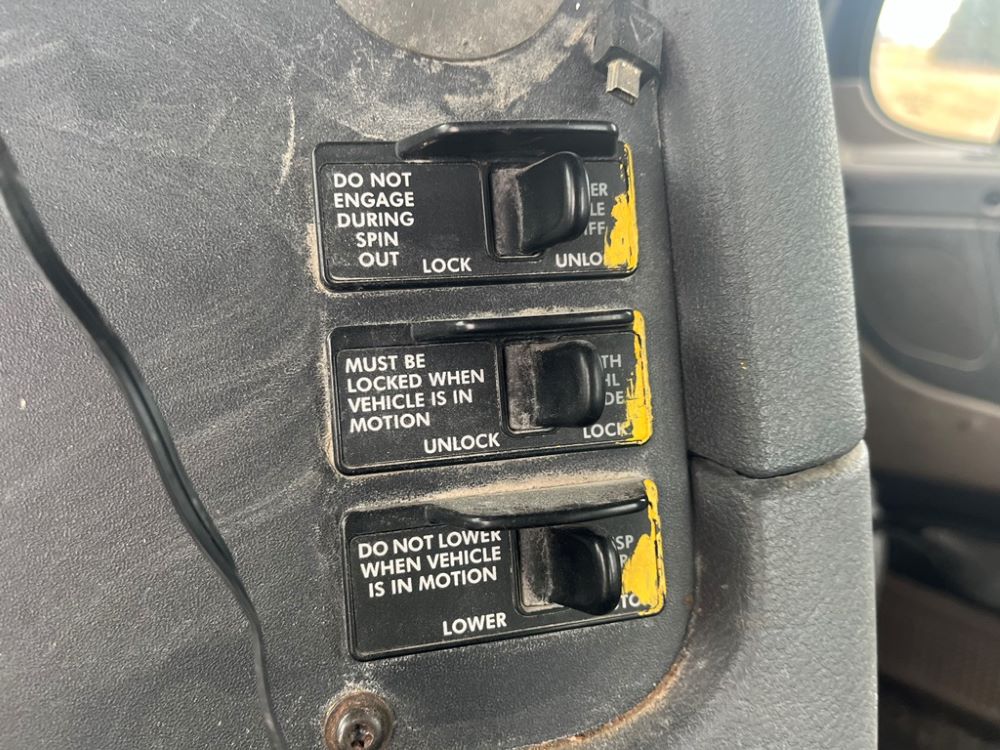 DO NOT
ENGAGE
DURING
SPIN
OUT
LOCK
MUST BE
LOCKED WHEN
VEHICLE IS IN
MOTION
UNLOCK
LOCK
DO NOT LOWER
WHEN VEHICLE
IS IN MOTION
LOWER